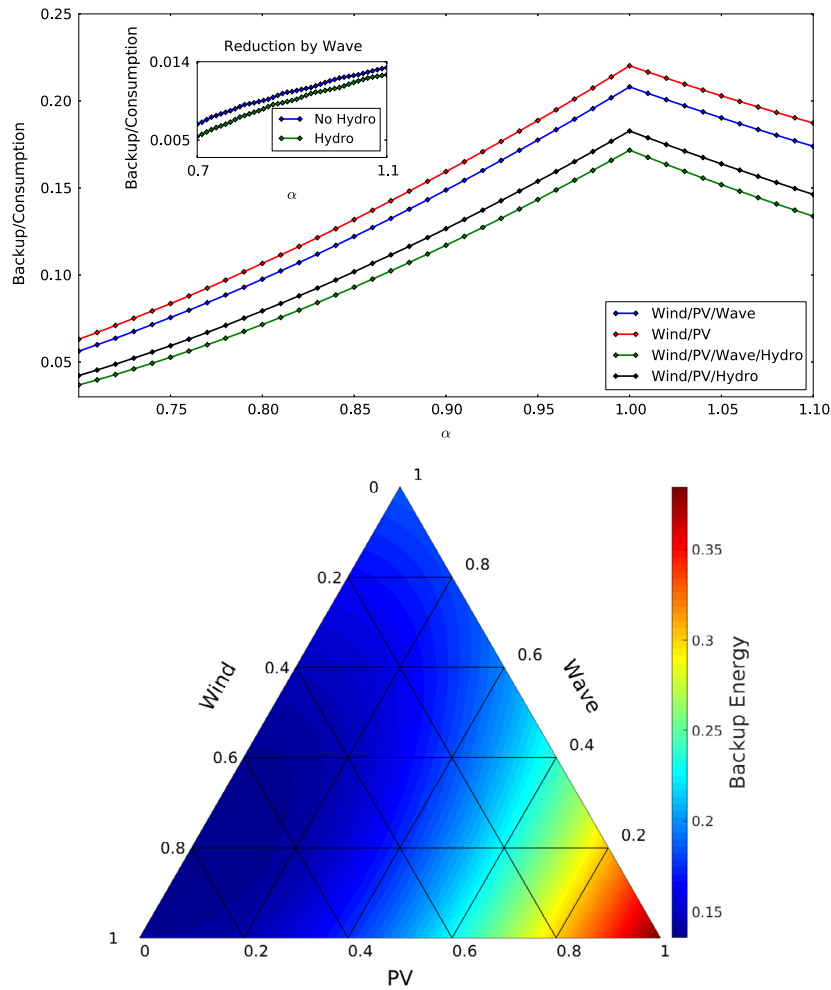 0.25
0.20
0.15
0.10
0.05
Backup/Consumption
Reduction by Wave
0.014
0.005
Backup/Consumption
No Hydro
Hydro
0.7
1.1
α
Wind/PV/Wave
Wind/PV
Wind/PV/Wave/Hydro
Wind/PV/Hydro
0.75 0.80 0.85 0.90 0.95 1.00 1.05 1.10
α
0 1
0.2 0.8
0.4 0.6
Wind Wave
0.6 0.4
0.8 0.2
1
0 0.2 0.4 0.6 0.8 1
PV
0.35
0.3
0.25
0.2
0.15
Backup Energy